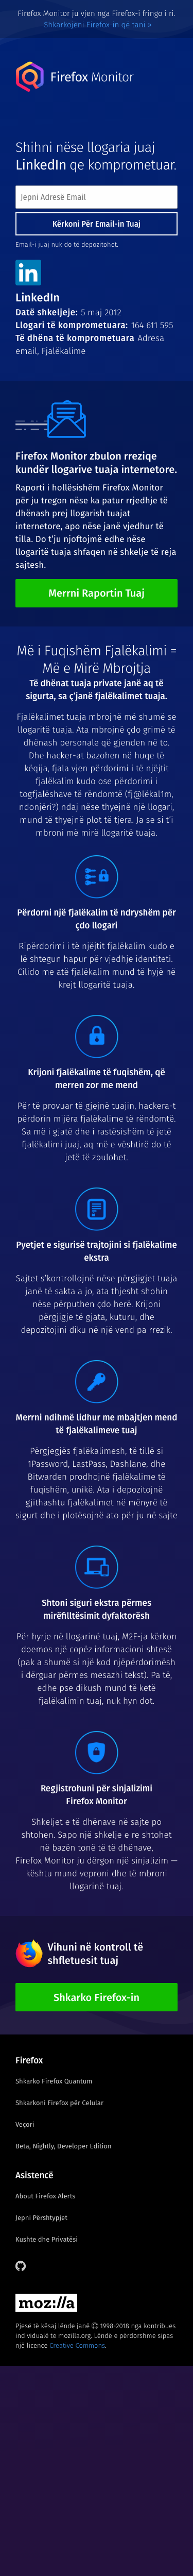 Firefox Monitor ju vjen nga Firefox-i fringo i ri.
Shkarkojeni Firefox-in që tani »
Firefox Monitor
Shihni nëse llogaria juaj
LinkedIn qe komprometuar.
Jepni Adresë Email
Kërkoni Për Email-in Tuaj
Email-i juaj nuk do të depozitohet.
LinkedIn
Datë shkeljeje: 5 maj 2012
Llogari të komprometuara: 164 611 595
Të dhëna të komprometuara Adresa
email, Fjalëkalime
Firefox Monitor zbulon rreziqe
kundër llogarive tuaja internetore.
Raporti i hollësishëm Firefox Monitor
për ju tregon nëse ka patur rrjedhje të
dhënash prej llogarish tuajat
internetore, apo nëse janë vjedhur të
tilla. Do t’ju njoftojmë edhe nëse
llogaritë tuaja shfaqen në shkelje të reja
sajtesh.
Merrni Raportin Tuaj
Më i Fuqishëm Fjalëkalimi =
Më e Mirë Mbrojtja
Të dhënat tuaja private janë aq të
sigurta, sa ç’janë fjalëkalimet tuaja.
Fjalëkalimet tuaja mbrojnë më shumë se
llogaritë tuaja. Ata mbrojnë çdo grimë të
dhënash personale që gjenden në to.
Dhe hacker-at bazohen në huq të
këqija, fjala vjen përdorimi i të njëjtit
fjalëkalim kudo ose përdorimi i
togfjalëshave të rëndomtë (fj@lëkal1m,
ndonjëri?) ndaj nëse thyejnë një llogari,
mund të thyejnë plot të tjera. Ja se si t’i
mbroni më mirë llogaritë tuaja.
Përdorni një fjalëkalim të ndryshëm për
çdo llogari
Ripërdorimi i të njëjtit fjalëkalim kudo e
lë shtegun hapur për vjedhje identiteti.
Cilido me atë fjalëkalim mund të hyjë në
krejt llogaritë tuaja.
Krijoni fjalëkalime të fuqishëm, që
merren zor me mend
Për të provuar të gjejnë tuajin, hackera-t
përdorin mijëra fjalëkalime të rëndomtë.
Sa më i gjatë dhe i rastësishëm të jetë
fjalëkalimi juaj, aq më e vështirë do të
jetë të zbulohet.
Pyetjet e sigurisë trajtojini si fjalëkalime
ekstra
Sajtet s’kontrollojnë nëse përgjigjet tuaja
janë të sakta a jo, ata thjesht shohin
nëse përputhen çdo herë. Krijoni
përgjigje të gjata, kuturu, dhe
depozitojini diku në një vend pa rrezik.
Merrni ndihmë lidhur me mbajtjen mend
të fjalëkalimeve tuaj
Përgjegjës fjalëkalimesh, të tillë si
1Password, LastPass, Dashlane, dhe
Bitwarden prodhojnë fjalëkalime të
fuqishëm, unikë. Ata i depozitojnë
gjithashtu fjalëkalimet në mënyrë të
sigurt dhe i plotësojnë ato për ju në sajte
Shtoni siguri ekstra përmes
mirëfilltësimit dyfaktorësh
Për hyrje në llogarinë tuaj, M2F-ja kërkon
doemos një copëz informacioni shtesë
(pak a shumë si një kod njëpërdorimësh
i dërguar përmes mesazhi tekst). Pa të,
edhe pse dikush mund të ketë
fjalëkalimin tuaj, nuk hyn dot.
Regjistrohuni për sinjalizimi
Firefox Monitor
Shkeljet e të dhënave në sajte po
shtohen. Sapo një shkelje e re shtohet
në bazën tonë të të dhënave,
Firefox Monitor ju dërgon një sinjalizim —
kështu mund veproni dhe të mbroni
llogarinë tuaj.
Vihuni në kontroll të
shfletuesit tuaj
Shkarko Firefox-in
Firefox
Shkarko Firefox Quantum
Shkarkoni Firefox për Celular
Veçori
Beta, Nightly, Developer Edition
Asistencë
About Firefox Alerts
Jepni Përshtypjet
Kushte dhe Privatësi
moz://a
Pjesë të kësaj lënde janë © 1998-2018 nga kontribues
individualë te mozilla.org. Lëndë e përdorshme sipas
një licence Creative Commons.